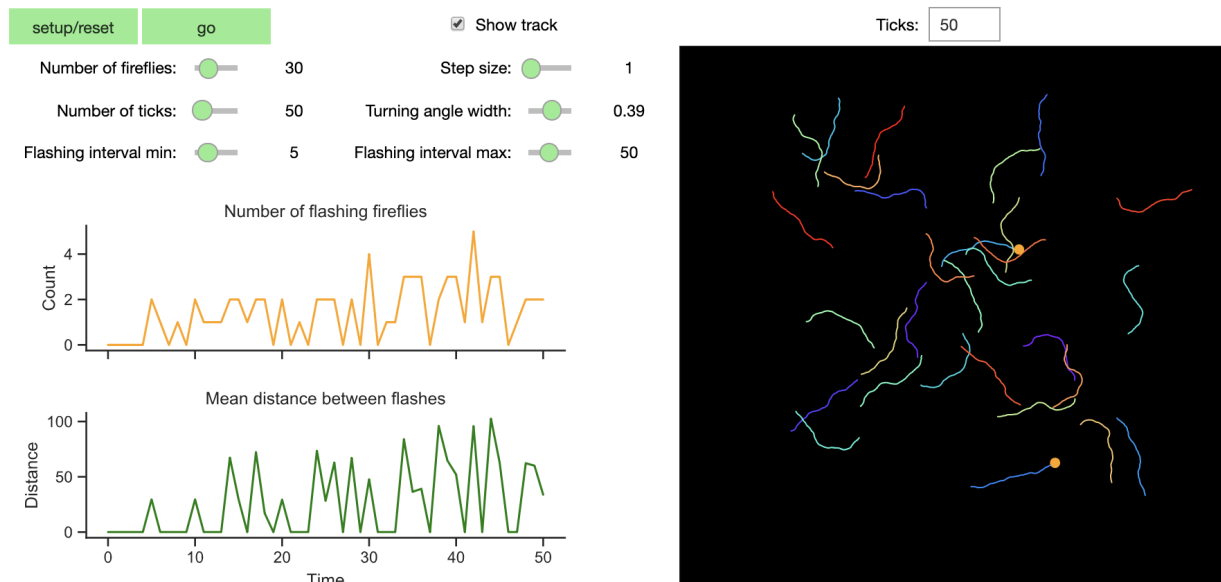 setup/reset go Show track Ticks: 50
Number of fireflies: 30 Step size: 1
Number of ticks: 50 Turning angle width: 0.39
Flashing interval min: 5 Flashing interval max: 50
Number of flashing fireflies
4
2
0
Count
Mean distance between flashes
100
50
0
Distance
0 10 20 30 40 50
Time